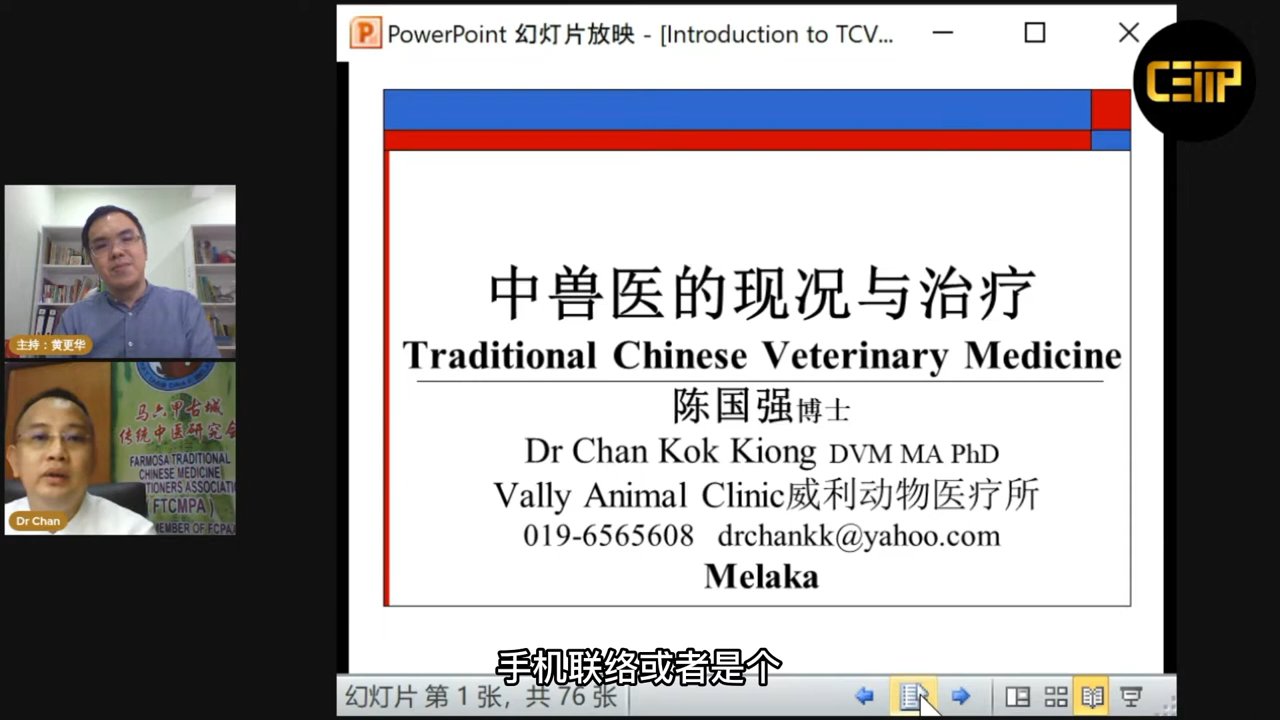 PowerPoint 幻灯片放映 - [Introduction to TCV...
CEMP
中兽医的现况与治疗
Traditional Chinese Veterinary Medicine
陈国强博士
Dr Chan Kok Kiong DVM MA PhD
Vally Animal Clinic威利动物医疗所
019-6565608 drchankk@yahoo.com
Melaka
主持：黄更华
马六甲古城
传统中医研究会
FARMOSA TRADITIONAL
CHINESE MEDICINE
TIONERS ASSOCIATI
(FTCMPA)
MEMBER OF FCPA
Dr Chan
手机联络或者是个
幻灯片 第 1 张，共 76 张